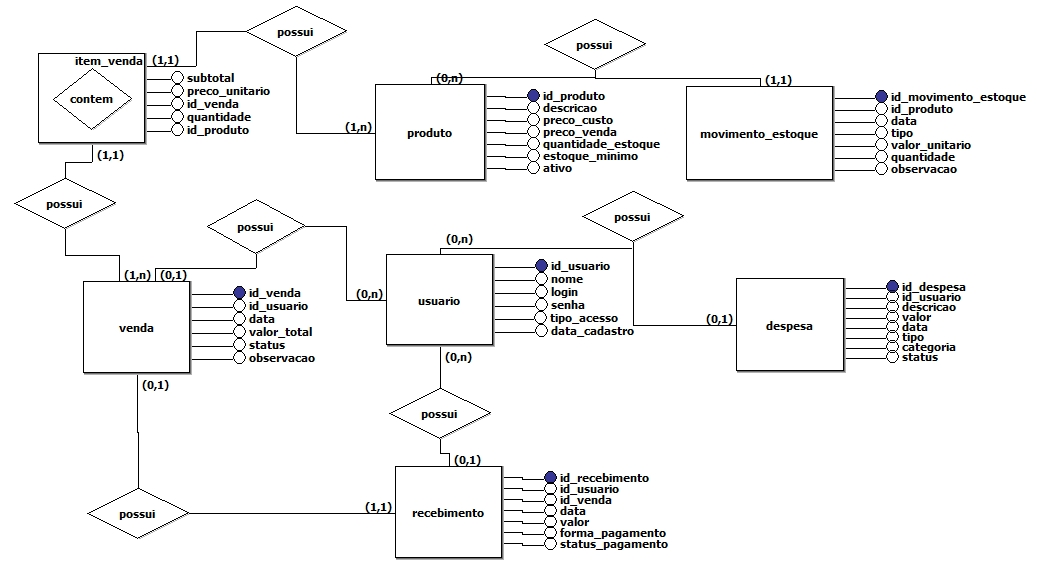 possui
possui
item_venda
(1,1)
subtotal
preco_unitario
id_venda
quantidade
id_produto
contem
(1,1)
(1,n)
produto
(0,n)
id_produto
descricao
preco_custo
preco_venda
quantidade_estoque
estoque_minimo
ativo
(1,1)
movimento_estoque
id_movimento_estoque
id_produto
data
tipo
valor_unitario
quantidade
observacao
possui
possui
possui
(1,n)
(0,1)
venda
id_venda
id_usuario
data
valor_total
status
observacao
(0,1)
(0,n)
(0,n)
usuario
id_usuario
nome
login
senha
tipo_acesso
data_cadastro
(0,n)
(0,1)
despesa
id_despesa
id_usuario
descricao
valor
data
tipo
categoria
status
possui
(0,1)
possui
(1,1)
recebimento
id_recebimento
id_usuario
id_venda
data
valor
forma_pagamento
status_pagamento